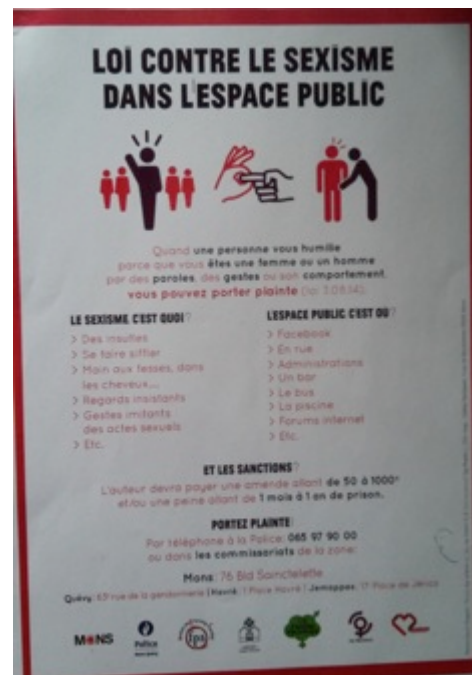 LOI CONTRE LE SEXISME
DANS L'ESPACE PUBLIC
Quand une personne vous humilie
parce que vous êtes une femme ou un homme
par des paroles, des gestes ou son comportement,
vous pouvez porter plainte (loi
LE SEXISME C'EST QUOI?
> Des insultes
> Se faire siffler
> Main aux fesses, dans
les cheveux...
> Regards insistants
> Gestes imitants
des actes sexuels
> Etc.
L'ESPACE PUBLIC C'EST OÙ?
> Facebook
> En rue
> Administrations
> Un bar
> Le bus
> La piscine
> Forums internet
> Etc.
ET LES SANCTIONS?
L'auteur devra payer une amende allant de 50 à 1000€
et/ou une peine allant de 1 mois à 1 an de prison.
PORTEZ PLAINTE
Par téléphone à la Police: 065 97 90 00
ou dans les commissariats de la zone:
Mons: 76 Bld Sainctelette
Quévy: 63 rue de la gendarmerie | Havré: 1 Place Havré | Jemappes: 17 Place de
MONS
Police